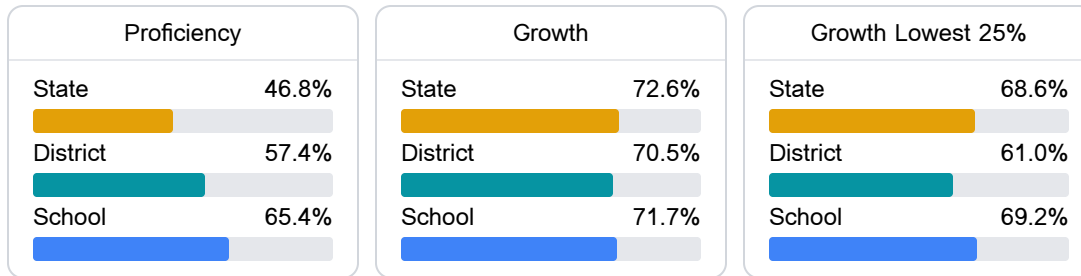 Proficiency
State 46.8%
District 57.4%
School 65.4%
Growth
State 72.6%
District 70.5%
School 71.7%
Growth Lowest 25%
State 68.6%
District 61.0%
School 69.2%